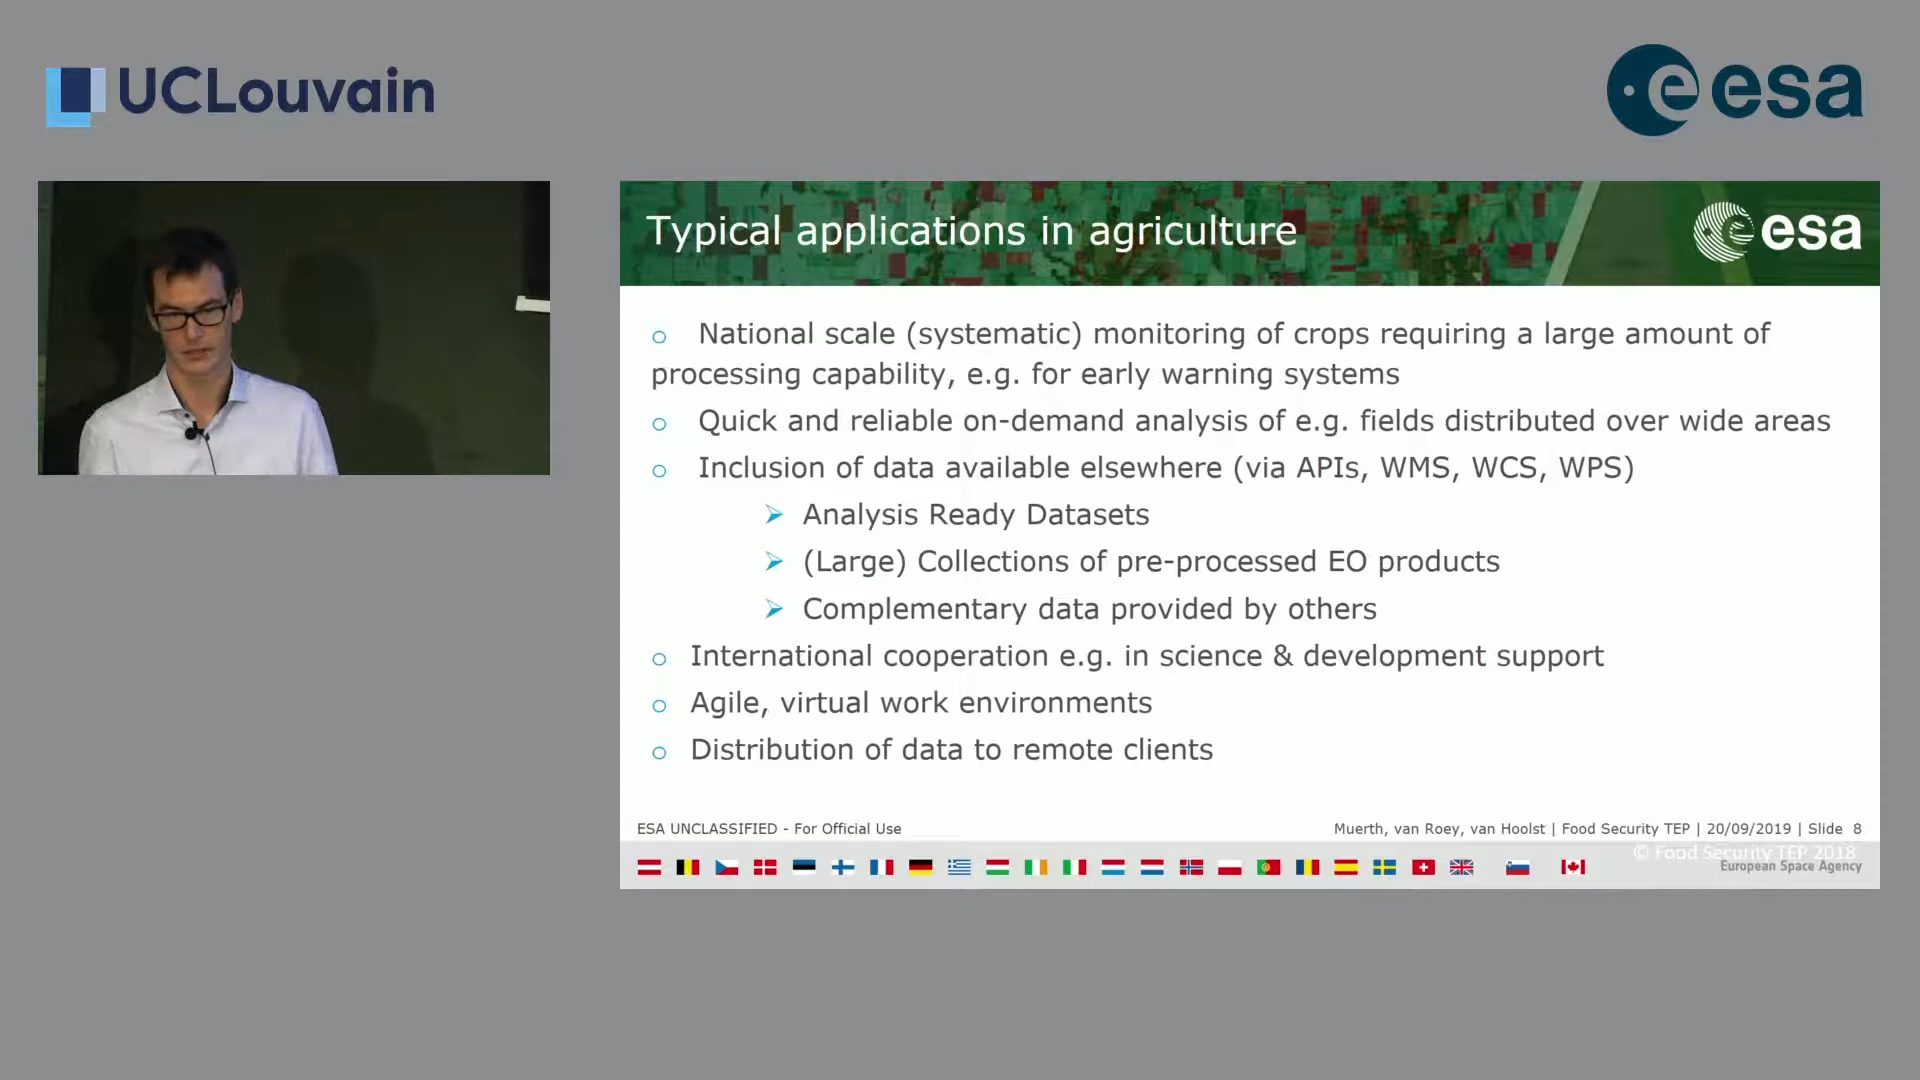 UCLouvain
esa
Typical applications in agriculture
esa
o National scale (systematic) monitoring of crops requiring a large amount of
processing capability, e.g. for early warning systems
o Quick and reliable on-demand analysis of e.g. fields distributed over wide areas
o Inclusion of data available elsewhere (via APIs, WMS, WCS, WPS)
➢ Analysis Ready Datasets
➢ (Large) Collections of pre-processed EO products
➢ Complementary data provided by others
o International cooperation e.g. in science & development support
o Agile, virtual work environments
o Distribution of data to remote clients
ESA UNCLASSIFIED - For Official Use
Muerth, van Roey, van Hoolst | Food Security TEP | 20/09/2019 | Slide 8
© Food Security TEP 2018
European Space Agency